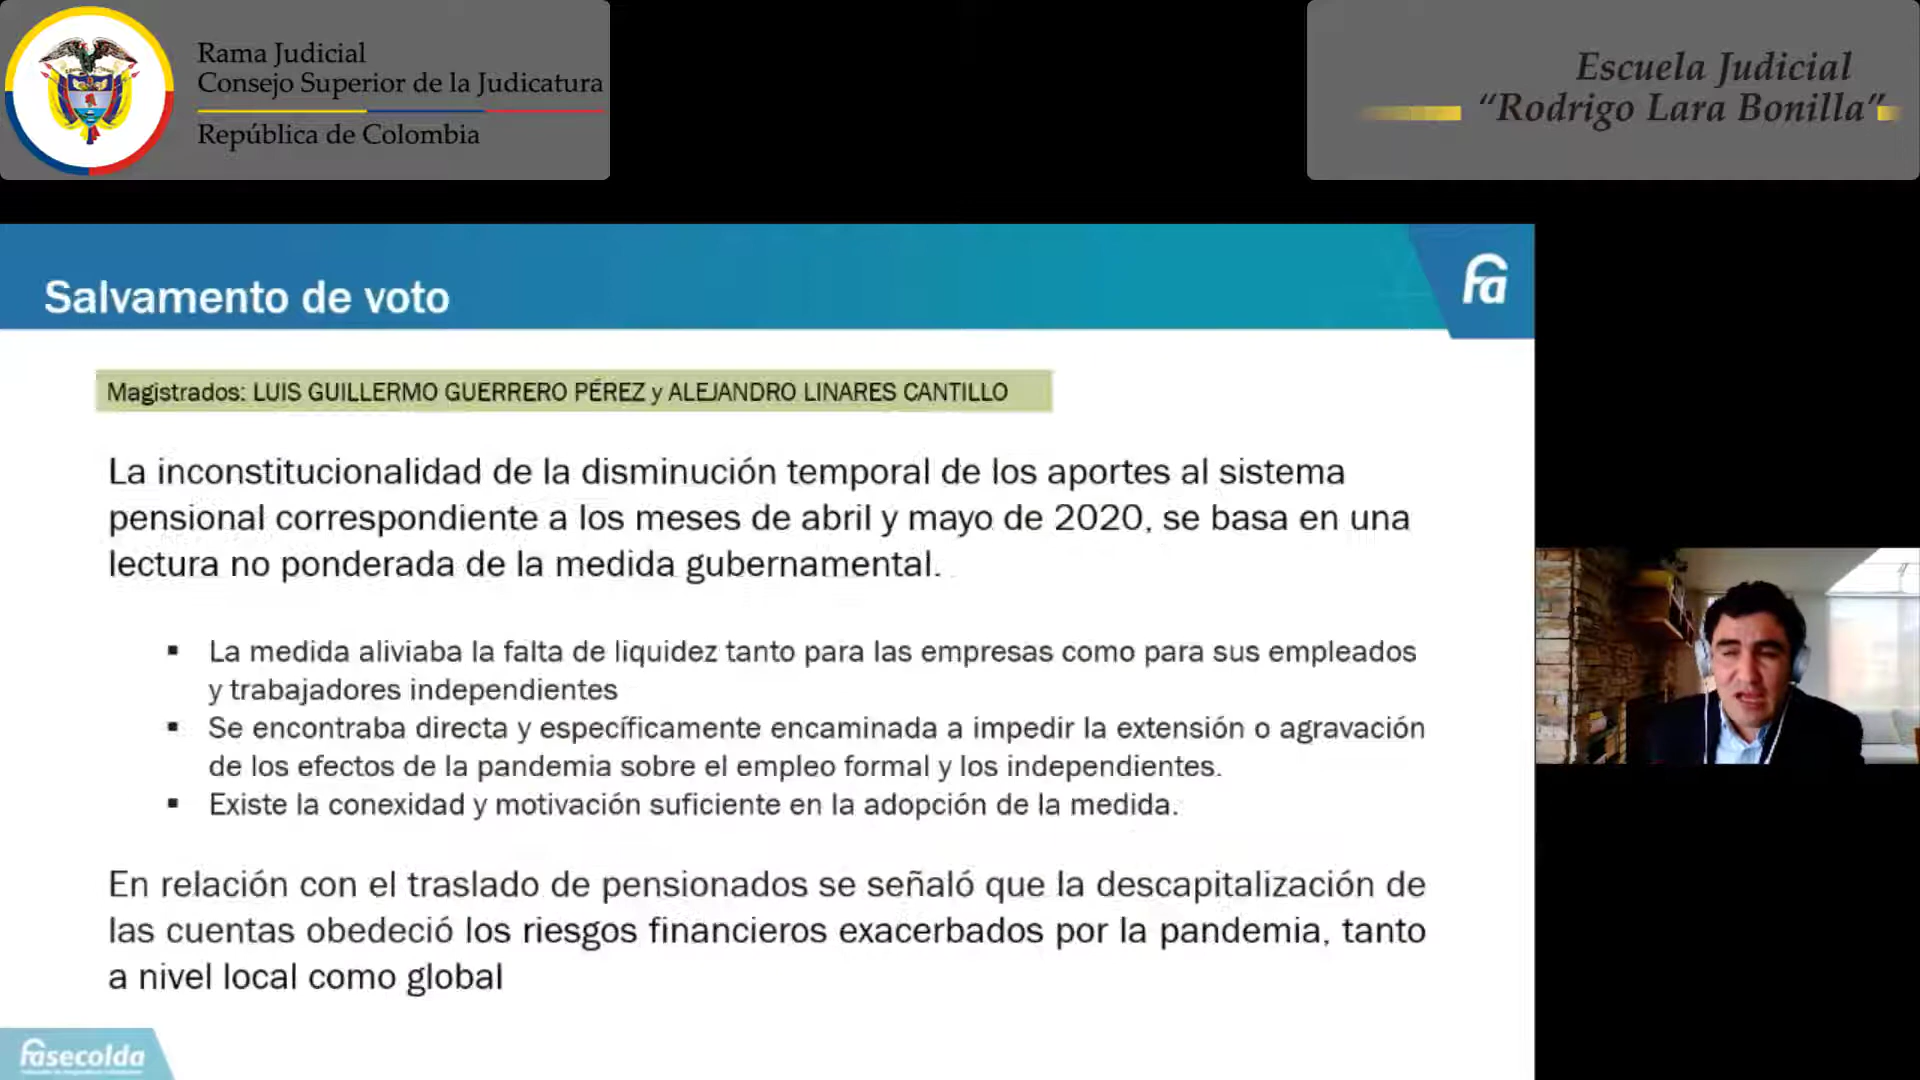 Rama Judicial
Consejo Superior de la Judicatura
República de Colombia
Escuela Judicial
“Rodrigo Lara Bonilla”
Salvamento de voto
fa
Magistrados: LUIS GUILLERMO GUERRERO PÉREZ y ALEJANDRO LINARES CANTILLO
La inconstitucionalidad de la disminución temporal de los aportes al sistema
pensional correspondiente a los meses de abril y mayo de 2020, se basa en una
lectura no ponderada de la medida gubernamental.
▪ La medida aliviaba la falta de liquidez tanto para las empresas como para sus empleados
y trabajadores independientes
▪ Se encontraba directa y específicamente encaminada a impedir la extensión o agravación
de los efectos de la pandemia sobre el empleo formal y los independientes.
▪ Existe la conexidad y motivación suficiente en la adopción de la medida.
En relación con el traslado de pensionados se señaló que la descapitalización de
las cuentas obedeció los riesgos financieros exacerbados por la pandemia, tanto
a nivel local como global
fasecolda